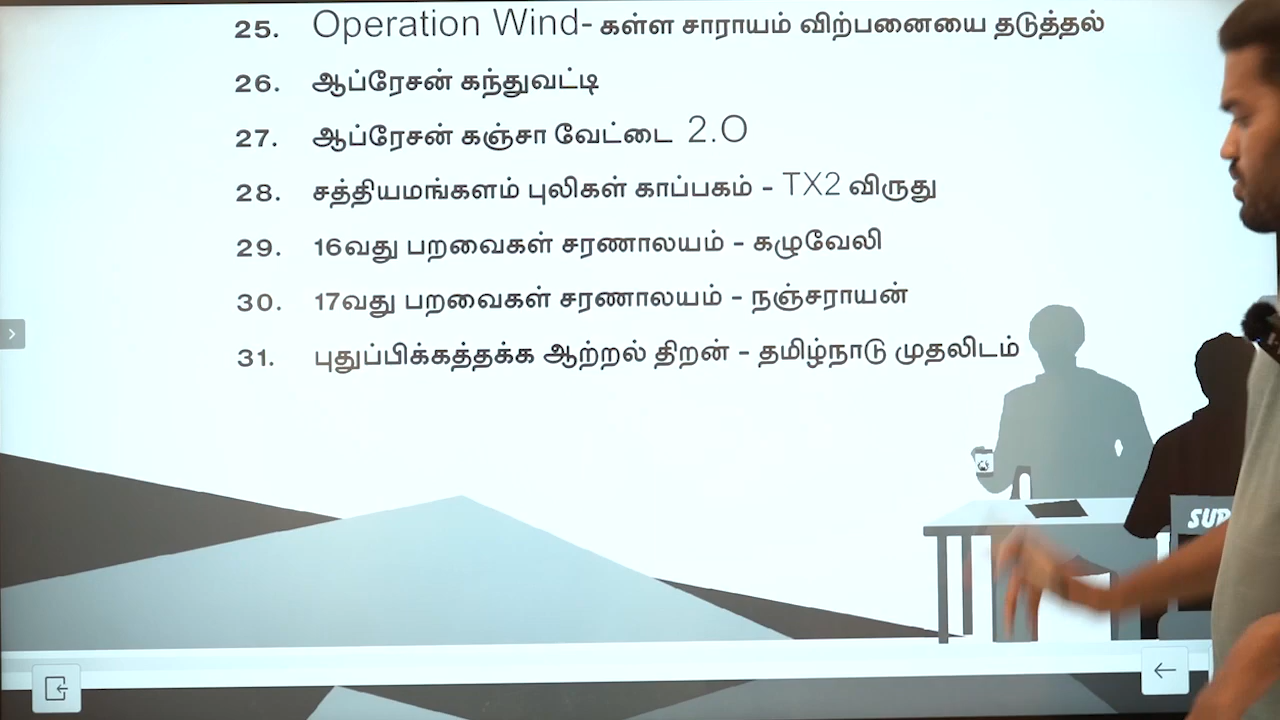 25. Operation Wind- கள்ள சாராயம் விற்பனையை தடுத்தல்
26. ஆப்ரேசன் கந்துவட்டி
27. ஆப்ரேசன் கஞ்சா வேட்டை 2.O
28. சத்தியமங்களம் புலிகள் காப்பகம் - TX2 விருது
29. 16வது பறவைகள் சரணாலயம் - கழுவேலி
30. 17வது பறவைகள் சரணாலயம் - நஞ்சராயன்
31. புதுப்பிக்கத்தக்க ஆற்றல் திறன் - தமிழ்நாடு முதலிடம்